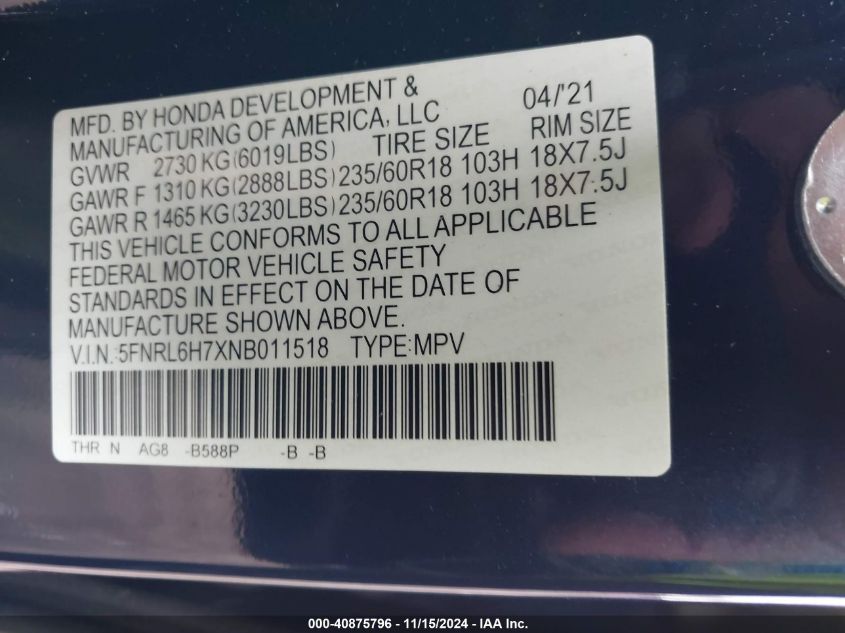 MFD. BY HONDA DEVELOPMENT &
MANUFACTURING OF AMERICA, LLC 04/'21
GVWR 2730 KG (6019LBS) TIRE SIZE RIM SIZE
GAWR F 1310 KG (2888LBS) 235/60R18 103H 18X7.5J
GAWR R 1465 KG (3230LBS) 235/60R18 103H 18X7.5J
THIS VEHICLE CONFORMS TO ALL APPLICABLE
FEDERAL MOTOR VEHICLE SAFETY
STANDARDS IN EFFECT ON THE DATE OF
MANUFACTURE SHOWN ABOVE.
V.I.N.:5FNRL6H7XNB011518 TYPE:MPV
THR N AG8 -B588P -B -B
000-40875796 - 11/15/2024 - IAA Inc.